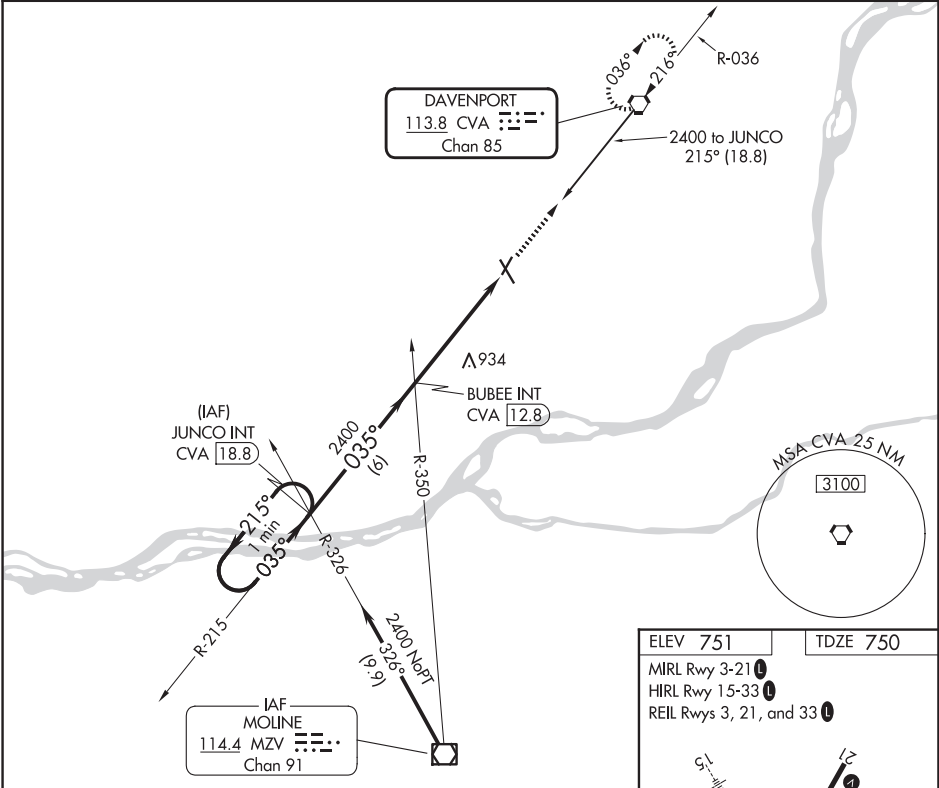 036°
216°
R-036
DAVENPORT
113.8 CVA
Chan 85
2400 to JUNCO
215° (18.8)
934
BUBEE INT
CVA 12.8
(IAF)
JUNCO INT
CVA 18.8
2400
035°
(6)
R-350
MSA CVA 25 NM
3100
215°
1 min
035°
R-326
R-215
2400 NoPT
326°
(9.9)
IAF
MOLINE
114.4 MZV
Chan 91
ELEV 751
TDZE 750
MIRL Rwy 3-21 L
HIRL Rwy 15-33 L
REIL Rwys 3, 21, and 33 L
15
21